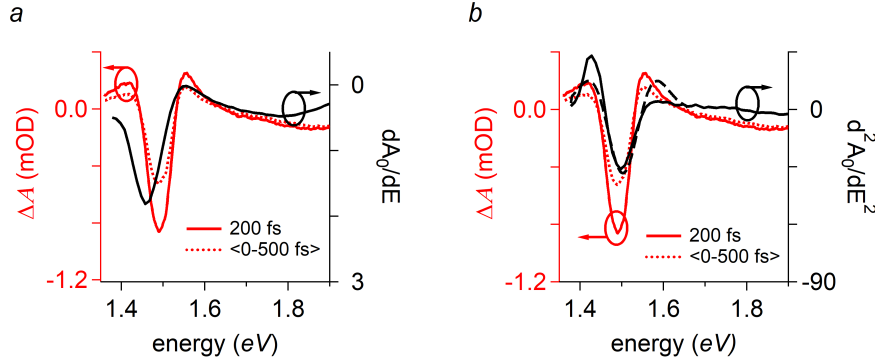 a
b
0.0
-1.2
ΔA (mOD)
0
3
dA₀/dE
200 fs
<0-500 fs>
1.4
1.6
1.8
energy (eV)
0.0
-1.2
ΔA (mOD)
0
-90
d²A₀/dE²
200 fs
<0-500 fs>
1.4
1.6
1.8
energy (eV)